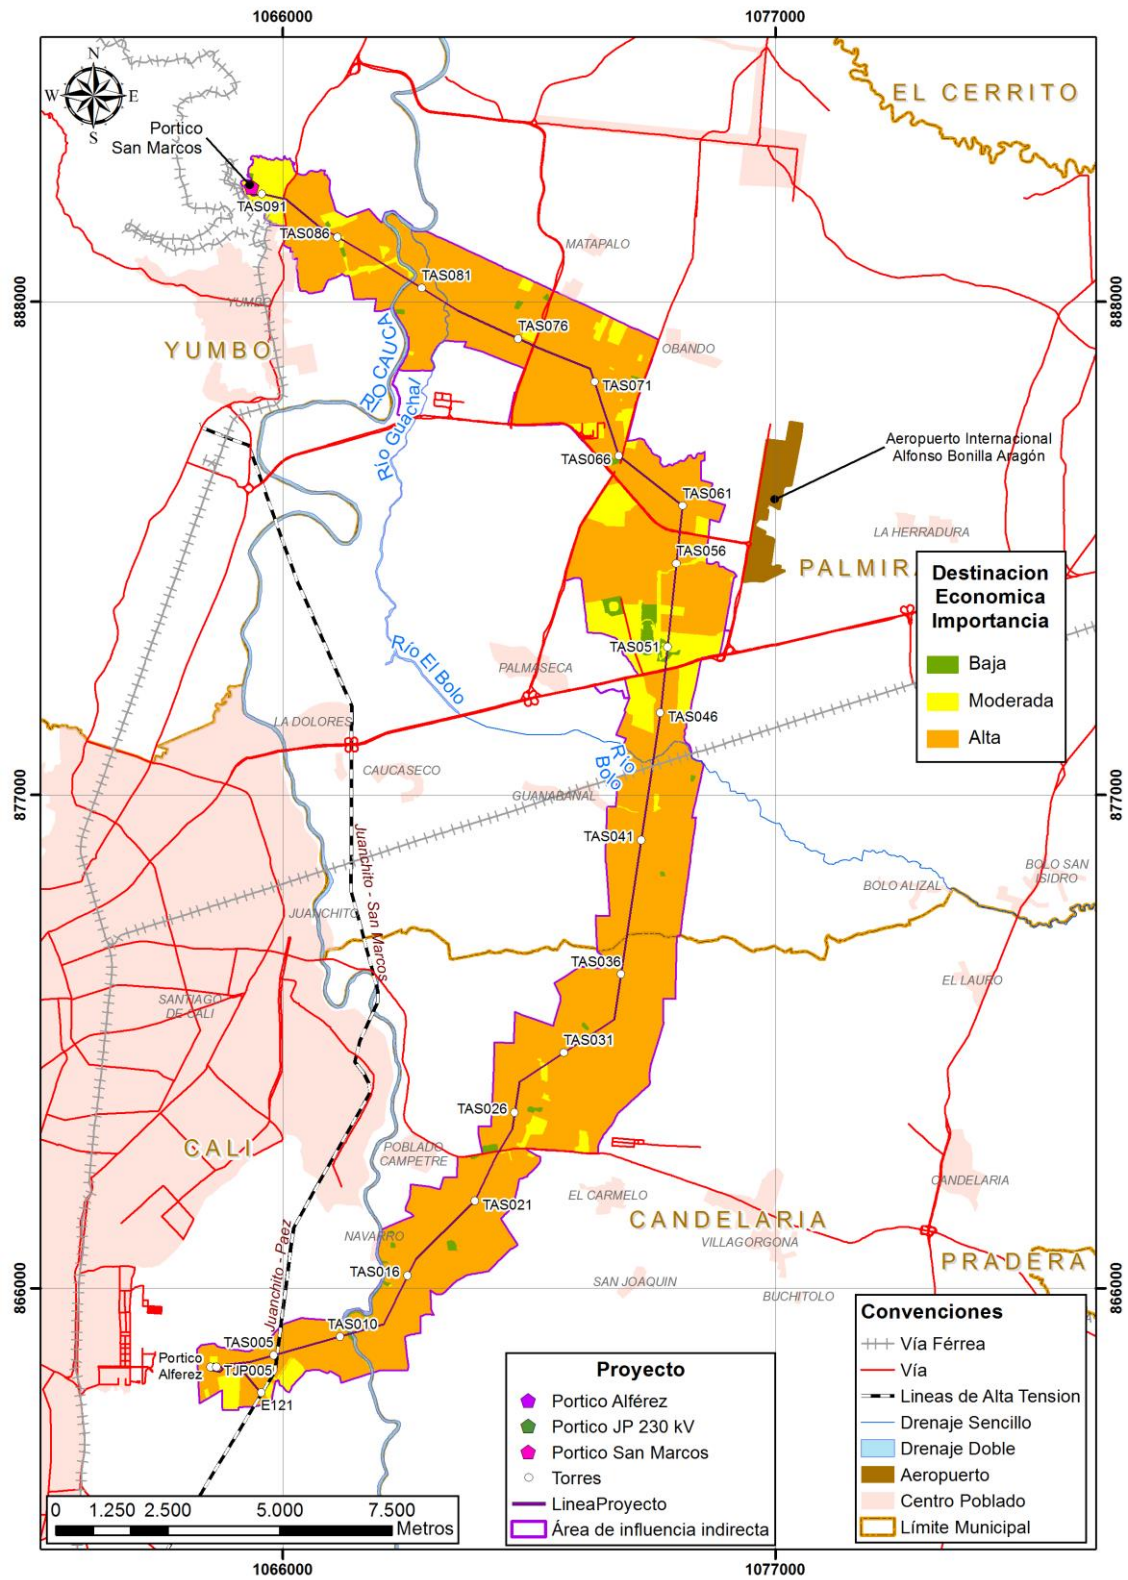 1066000
1077000
N
W
E
S
EL CERRITO
Portico
San Marcos
TAS091
TAS086
MATAPALO
TAS081
888000
888000
YUMBO
TAS076
RIO CAUCA
YUMBO
OBANDO
TAS071
Río Guachal
TAS066
Aeropuerto Internacional
Alfonso Bonilla Aragón
TAS061
LA HERRADURA
TAS056
PALMIR
Destinacion
Economica
Importancia
Baja
Moderada
Alta
TAS051
Río El Bolo
PALMASECA
TAS046
LA DOLORES
Río
Bolo
CAUCASECO
GUANABANAL
877000
877000
TAS041
Juanchito - San Marcos
BOLO SAN
ISIDRO
BOLO ALIZAL
JUANCHITO
TAS036
EL LAURO
SANTIAGO
DE CALI
TAS031
TAS026
CALI
POBLADO
CAMPETRE
CANDELARIA
EL CARMELO
TAS021
CANDELARIA
VILLAGORGONA
NAVARRO
Juanchito - Paez
PRADERA
TAS016
SAN JOAQUIN
BUCHITOLO
866000
866000
TAS010
TAS005
Portico
Alferez
TJP005
E121
Proyecto
Portico Alférez
Portico JP 230 kV
Portico San Marcos
Torres
LineaProyecto
Área de influencia indirecta
Convenciones
Vía Férrea
Vía
Lineas de Alta Tension
Drenaje Sencillo
Drenaje Doble
Aeropuerto
Centro Poblado
Límite Municipal
0 1.250 2.500 5.000 7.500
Metros
1066000
1077000